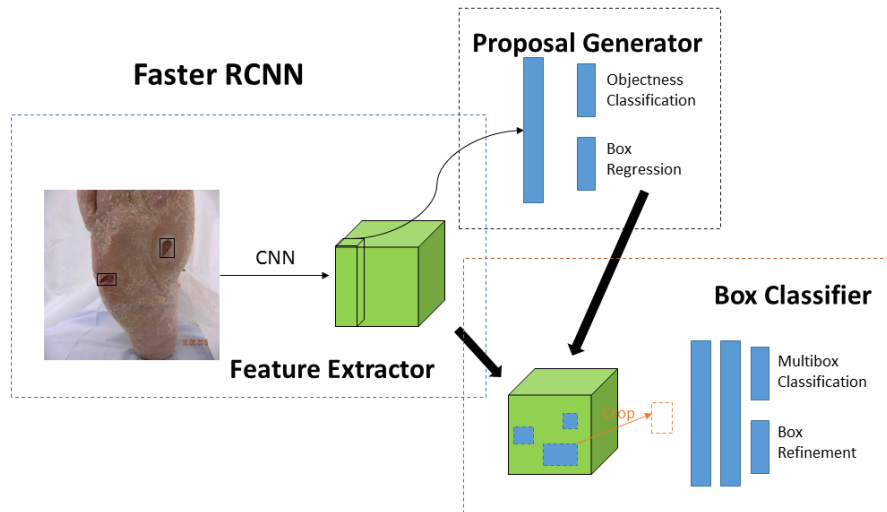 Proposal Generator
Faster RCNN
Objectness
Classification
Box
Regression
CNN
Feature Extractor
Box Classifier
Crop
Multibox
Classification
Box
Refinement